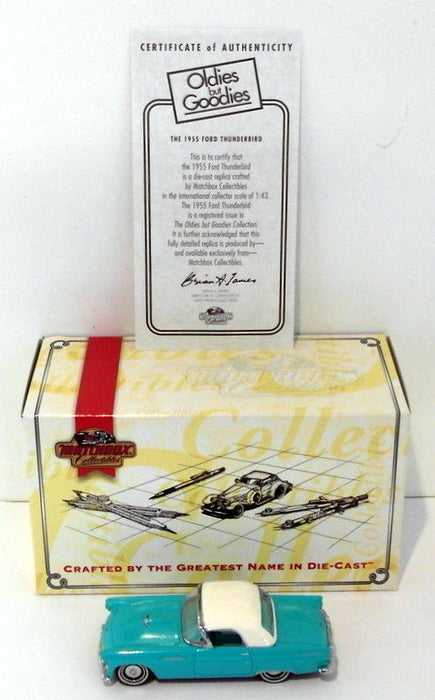 CERTIFICATE of AUTHENTICITY
Oldies
but
Goodies
THE 1955 FORD THUNDERBIRD
This is to certify that
the 1955 Ford Thunderbird
is a die-cast replica crafted
by Matchbox Collectibles
in the international collector scale of 1:43.
The 1955 Ford Thunderbird
is a registered issue in
The Oldies but Goodies Collection.
It is further acknowledged that this
fully detailed replica is produced by—
and available exclusively from—
Matchbox Collectibles.
Brian A. James
MATCHBOX
Collectibles
Collec
CRAFTED BY THE GREATEST NAME IN DIE-CAST™